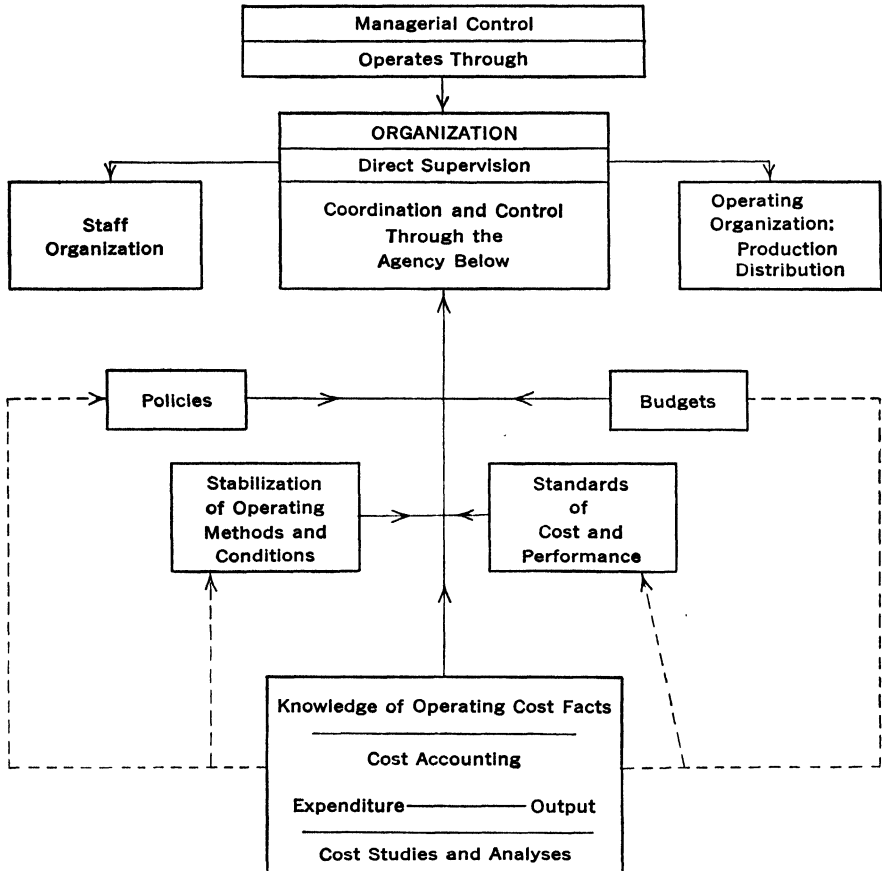 Managerial Control
Operates Through
ORGANIZATION
Direct Supervision
Coordination and Control
Through the
Agency Below
Staff
Organization
Operating
Organization:
Production
Distribution
Policies
Budgets
Stabilization
of Operating
Methods and
Conditions
Standards
of
Cost and
Performance
Knowledge of Operating Cost Facts
Cost Accounting
Expenditure Output
Cost Studies and Analyses